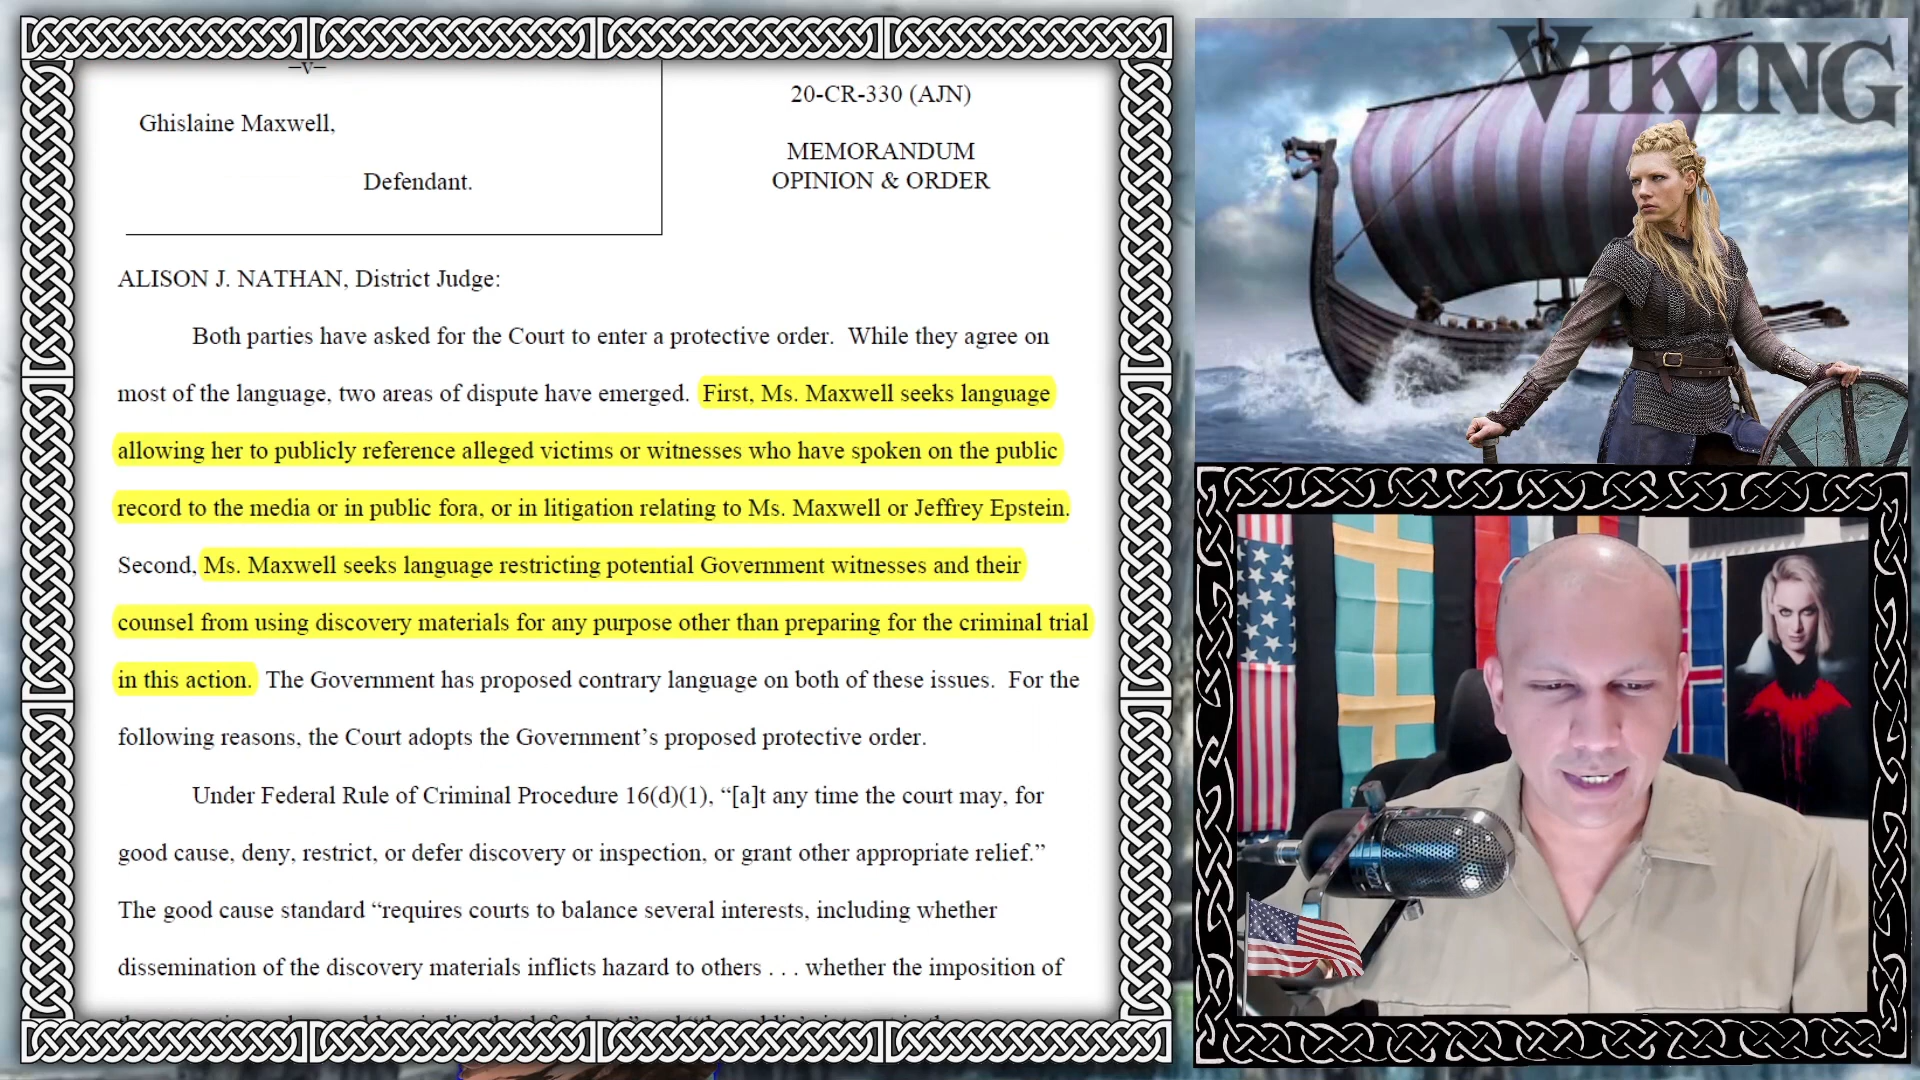 –v–
Ghislaine Maxwell,
Defendant.
20-CR-330 (AJN)
MEMORANDUM
OPINION & ORDER
ALISON J. NATHAN, District Judge:
Both parties have asked for the Court to enter a protective order.  While they agree on
most of the language, two areas of dispute have emerged.  First, Ms. Maxwell seeks language
allowing her to publicly reference alleged victims or witnesses who have spoken on the public
record to the media or in public fora, or in litigation relating to Ms. Maxwell or Jeffrey Epstein.
Second, Ms. Maxwell seeks language restricting potential Government witnesses and their
counsel from using discovery materials for any purpose other than preparing for the criminal trial
in this action.  The Government has proposed contrary language on both of these issues.  For the
following reasons, the Court adopts the Government’s proposed protective order.
Under Federal Rule of Criminal Procedure 16(d)(1), “[a]t any time the court may, for
good cause, deny, restrict, or defer discovery or inspection, or grant other appropriate relief.”
The good cause standard “requires courts to balance several interests, including whether
dissemination of the discovery materials inflicts hazard to others . . . whether the imposition of
VIKING